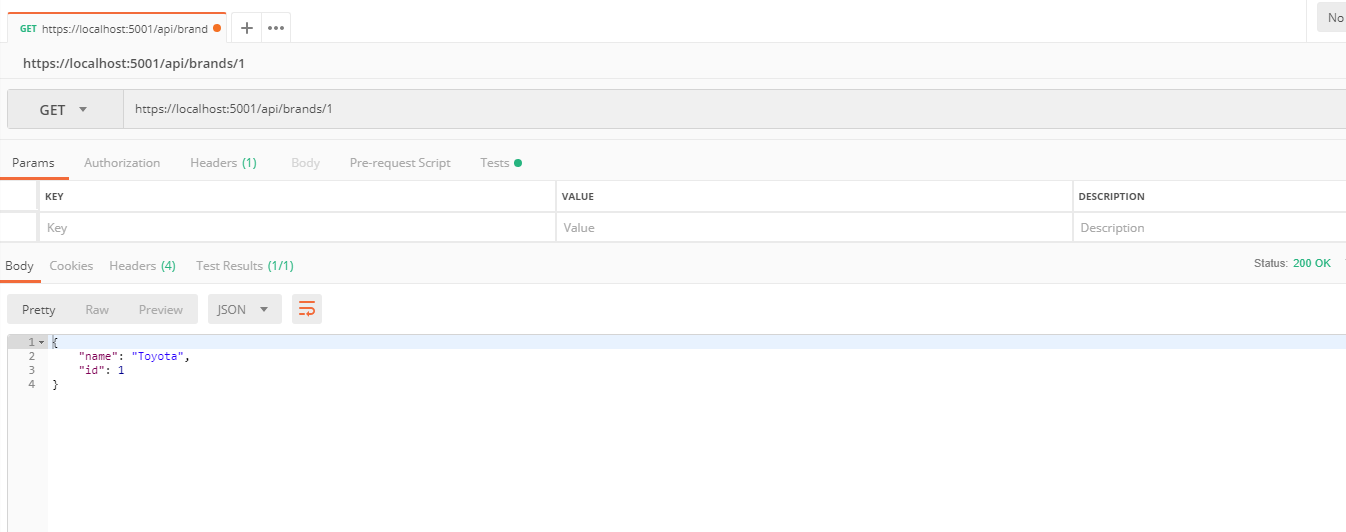 GET https://localhost:5001/api/brand
No
https://localhost:5001/api/brands/1
GET https://localhost:5001/api/brands/1
Params Authorization Headers (1) Body Pre-request Script Tests
KEY VALUE DESCRIPTION
Key Value Description
Body Cookies Headers (4) Test Results (1/1) Status: 200 OK
Pretty Raw Preview JSON
1 {
2 "name": "Toyota",
3 "id": 1
4 }